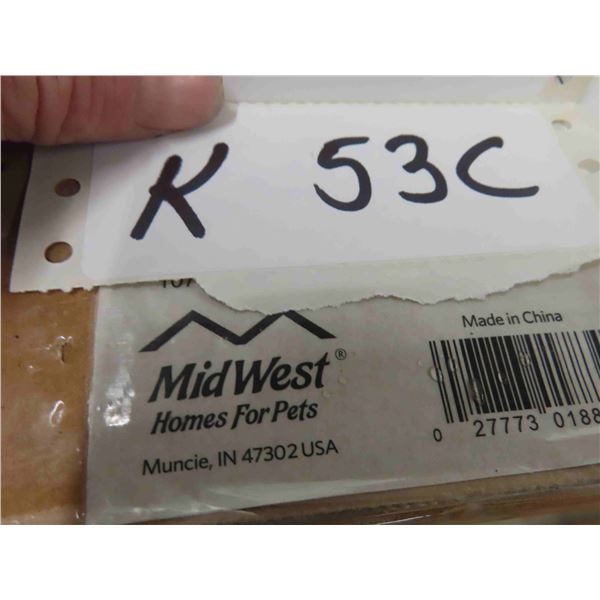 K 53C
Made in China
MidWest®
Homes For Pets
Muncie, IN 47302 USA
0 27773 0188